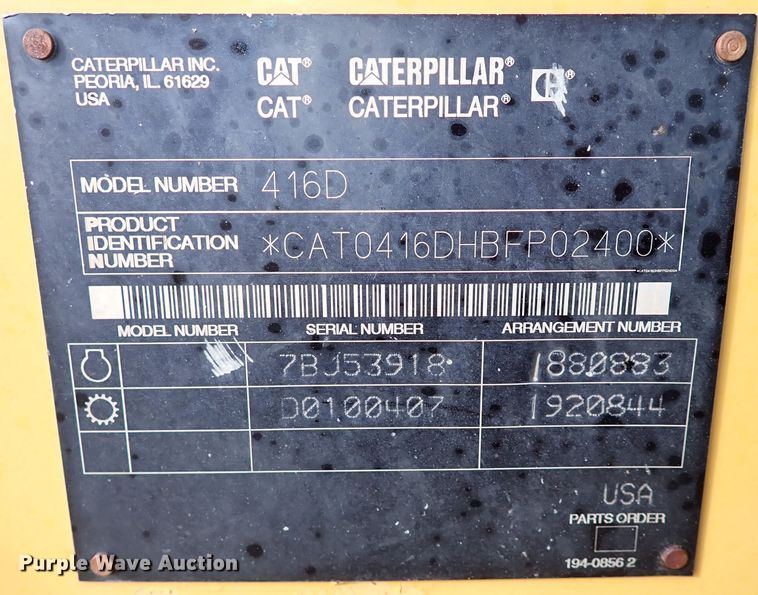 CATERPILLAR INC.
PEORIA, IL. 61629
USA
CAT® CATERPILLAR® C®
CAT® CATERPILLAR®
MODEL NUMBER 416D
PRODUCT
IDENTIFICATION
NUMBER
*CAT0416DHBFP02400*
MODEL NUMBER SERIAL NUMBER ARRANGEMENT NUMBER
7BJ53918 1880883
D0100407 1920844
USA
PARTS ORDER
194-0856 2
Purple Wave Auction